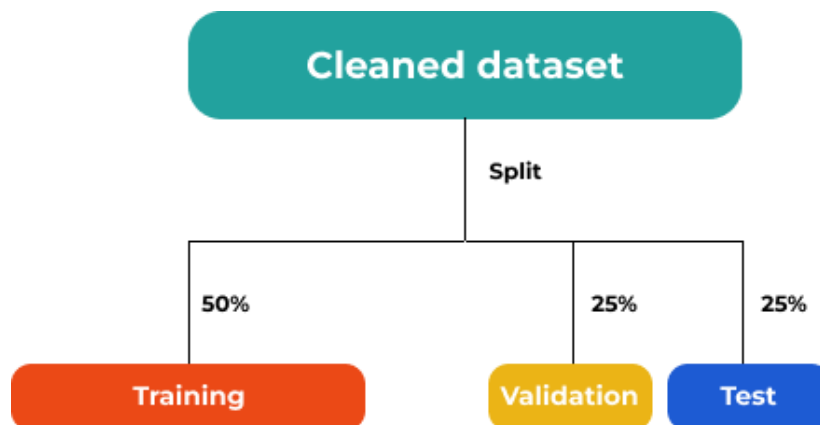 Cleaned dataset
Split
50%
25%
25%
Training
Validation
Test